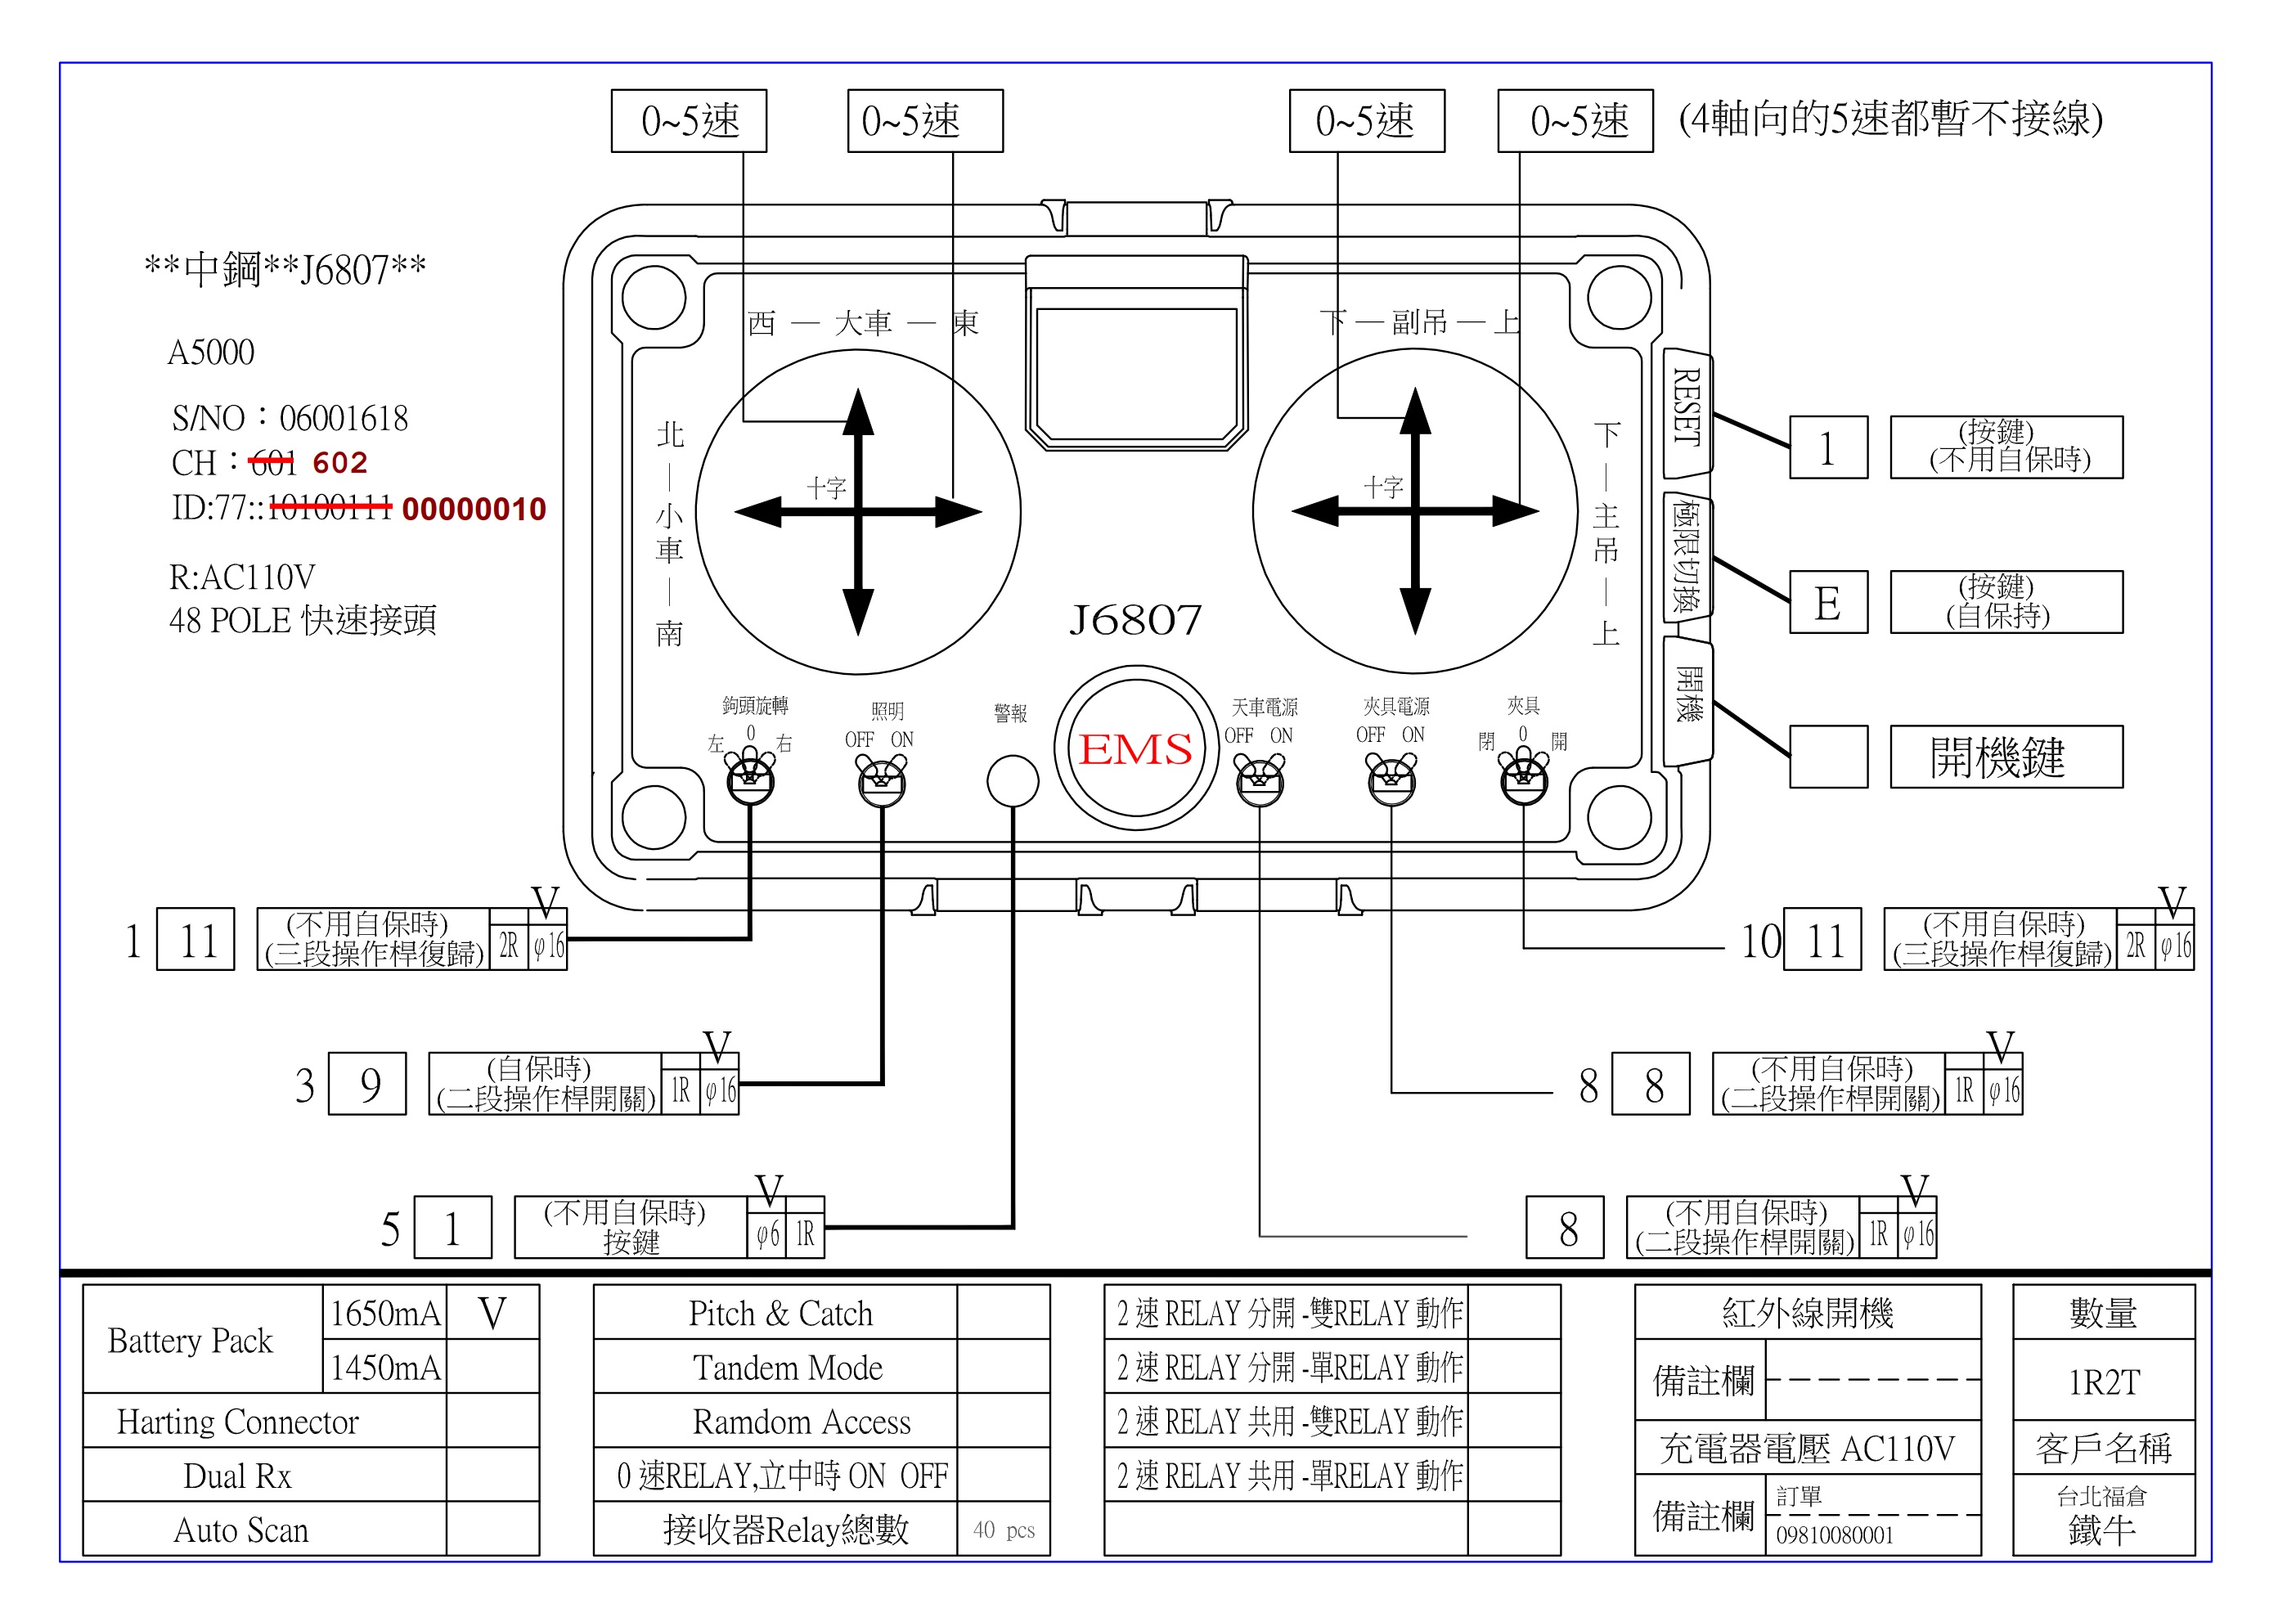 0~5速
0~5速
0~5速
0~5速
(4軸向的5速都暫不接線)
**中鋼**J6807**
A5000
S/NO：06001618
CH：601 602
ID:77::10100111 00000010
R:AC110V
48 POLE 快速接頭
西 — 大車 — 東
下 — 副吊 — 上
北 — 小車 — 南
十字
十字
下 — 主吊 — 上
J6807
RESET
極限切換
開機
1
(按鍵)
(不用自保時)
E
(按鍵)
(自保持)
開機鍵
鉤頭旋轉
左 0 右
照明
OFF ON
警報
EMS
天車電源
OFF ON
夾具電源
OFF ON
夾具
閉 0 開
1 11
(不用自保時)
(三段操作桿復歸)
2R
V
φ16
10 11
(不用自保時)
(三段操作桿復歸)
2R
V
φ16
3 9
(自保時)
(二段操作桿開關)
1R
V
φ16
8 8
(不用自保時)
(二段操作桿開關)
1R
V
φ16
5 1
(不用自保時)
按鍵
V
φ6
1R
8
(不用自保時)
(二段操作桿開關)
1R
V
φ16
Battery Pack
1650mA V
1450mA
Harting Connector
Dual Rx
Auto Scan
Pitch & Catch
Tandem Mode
Ramdom Access
0 速RELAY,立中時 ON OFF
接收器Relay總數 40 pcs
2 速 RELAY 分開 -雙RELAY 動作
2 速 RELAY 分開 -單RELAY 動作
2 速 RELAY 共用 -雙RELAY 動作
2 速 RELAY 共用 -單RELAY 動作
紅外線開機
備註欄
充電器電壓 AC110V
備註欄
訂單
09810080001
數量
1R2T
客戶名稱
台北福倉
鐵牛